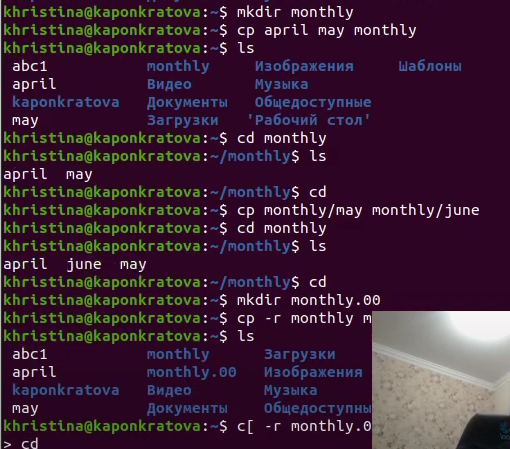 khristina@kaponkratova:~$ mkdir monthly
khristina@kaponkratova:~$ cp april may monthly
khristina@kaponkratova:~$ ls
abc1 monthly Изображения Шаблоны
april Видео Музыка
kaponkratova Документы Общедоступные
may Загрузки 'Рабочий стол'
khristina@kaponkratova:~$ cd monthly
khristina@kaponkratova:~/monthly$ ls
april may
khristina@kaponkratova:~/monthly$ cd
khristina@kaponkratova:~$ cp monthly/may monthly/june
khristina@kaponkratova:~$ cd monthly
khristina@kaponkratova:~/monthly$ ls
april june may
khristina@kaponkratova:~/monthly$ cd
khristina@kaponkratova:~$ mkdir monthly.00
khristina@kaponkratova:~$ cp -r monthly m
khristina@kaponkratova:~$ ls
abc1 monthly Загрузки
april monthly.00 Изображения
kaponkratova Видео Музыка
may Документы Общедоступны
khristina@kaponkratova:~$ c[ -r monthly.0
> cd